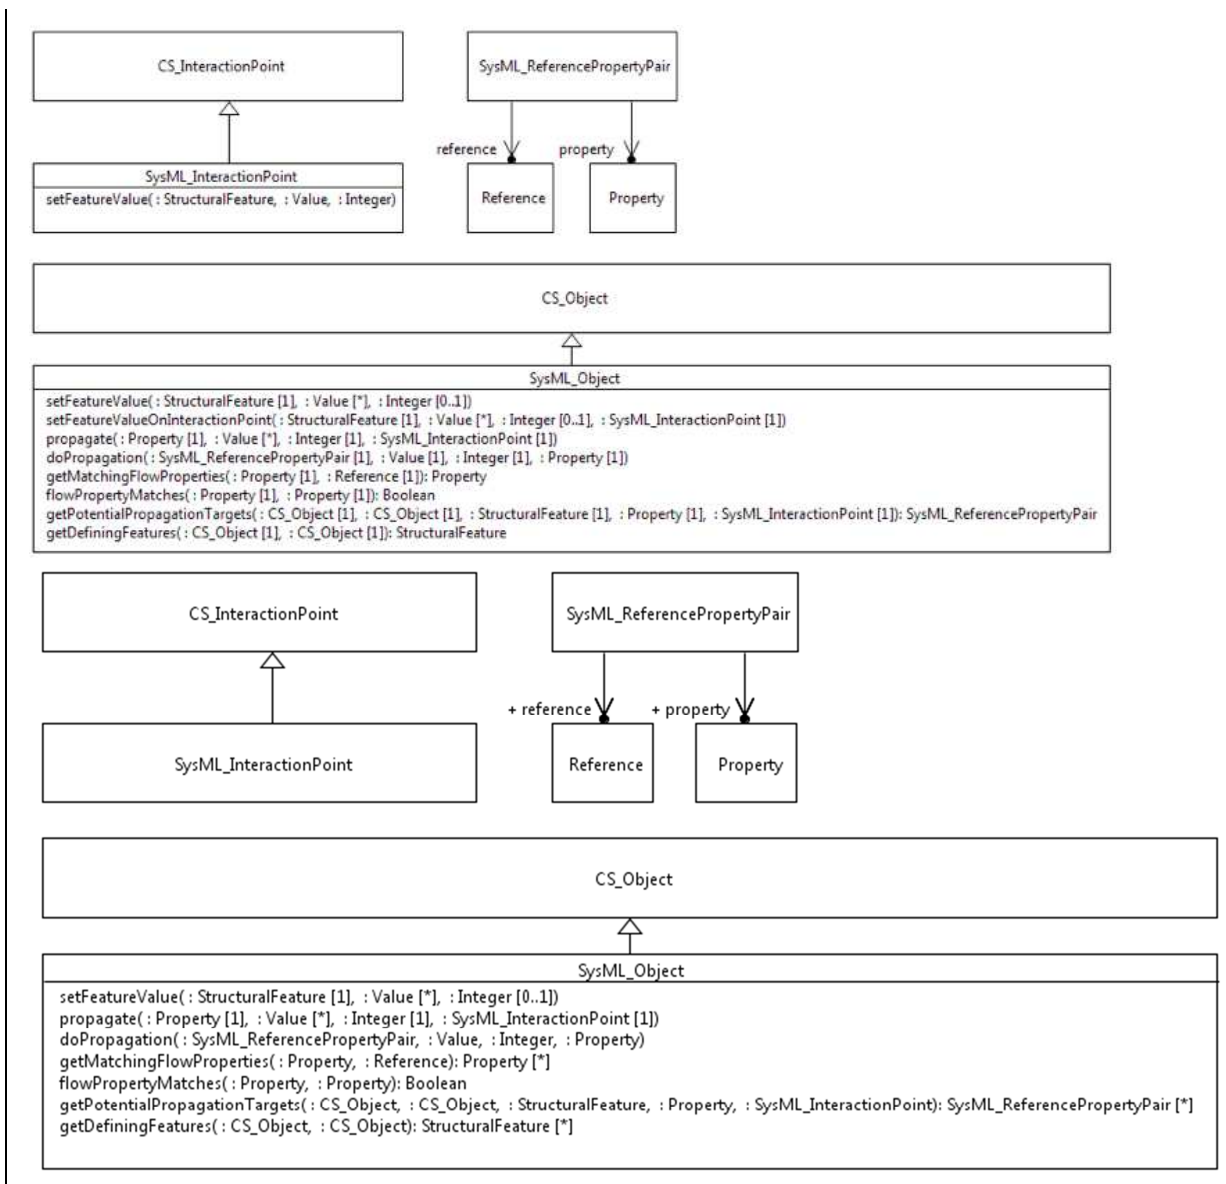 CS_InteractionPoint
SysML_ReferencePropertyPair
reference
property
SysML_InteractionPoint
setFeatureValue( : StructuralFeature, : Value, : Integer)
Reference
Property
CS_Object
SysML_Object
setFeatureValue( : StructuralFeature [1], : Value [*], : Integer [0..1])
setFeatureValueOnInteractionPoint( : StructuralFeature [1], : Value [*], : Integer [0..1], : SysML_InteractionPoint [1])
propagate( : Property [1], : Value [*], : Integer [1], : SysML_InteractionPoint [1])
doPropagation( : SysML_ReferencePropertyPair [1], : Value [1], : Integer [1], : Property [1])
getMatchingFlowProperties( : Property [1], : Reference [1]): Property
flowPropertyMatches( : Property [1], : Property [1]): Boolean
getPotentialPropagationTargets( : CS_Object [1], : CS_Object [1], : StructuralFeature [1], : Property [1], : SysML_InteractionPoint [1]): SysML_ReferencePropertyPair
getDefiningFeatures( : CS_Object [1], : CS_Object [1]): StructuralFeature
CS_InteractionPoint
SysML_ReferencePropertyPair
+ reference
+ property
SysML_InteractionPoint
Reference
Property
CS_Object
SysML_Object
setFeatureValue( : StructuralFeature [1], : Value [*], : Integer [0..1])
propagate( : Property [1], : Value [*], : Integer [1], : SysML_InteractionPoint [1])
doPropagation( : SysML_ReferencePropertyPair, : Value, : Integer, : Property)
getMatchingFlowProperties( : Property, : Reference): Property [*]
flowPropertyMatches( : Property, : Property): Boolean
getPotentialPropagationTargets( : CS_Object, : CS_Object, : StructuralFeature, : Property, : SysML_InteractionPoint): SysML_ReferencePropertyPair [*]
getDefiningFeatures( : CS_Object, : CS_Object): StructuralFeature [*]